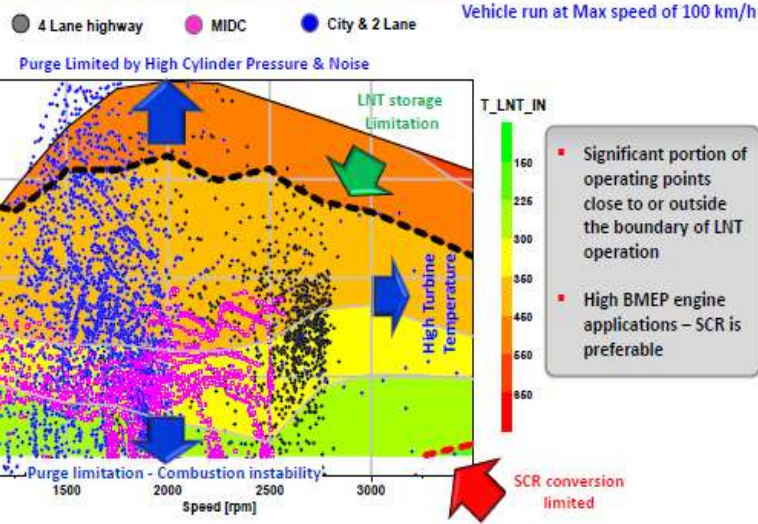 Vehicle run at Max speed of 100 km/h
4 Lane highway
MIDC
City & 2 Lane
Purge Limited by High Cylinder Pressure & Noise
LNT storage
Limitation
T_LNT_IN
160
226
300
360
460
560
860
High Turbine
Temperature
Significant portion of
operating points
close to or outside
the boundary of LNT
operation
High BMEP engine
applications – SCR is
preferable
Purge limitation - Combustion instability
1500
2000
2500
3000
Speed [rpm]
SCR conversion
limited